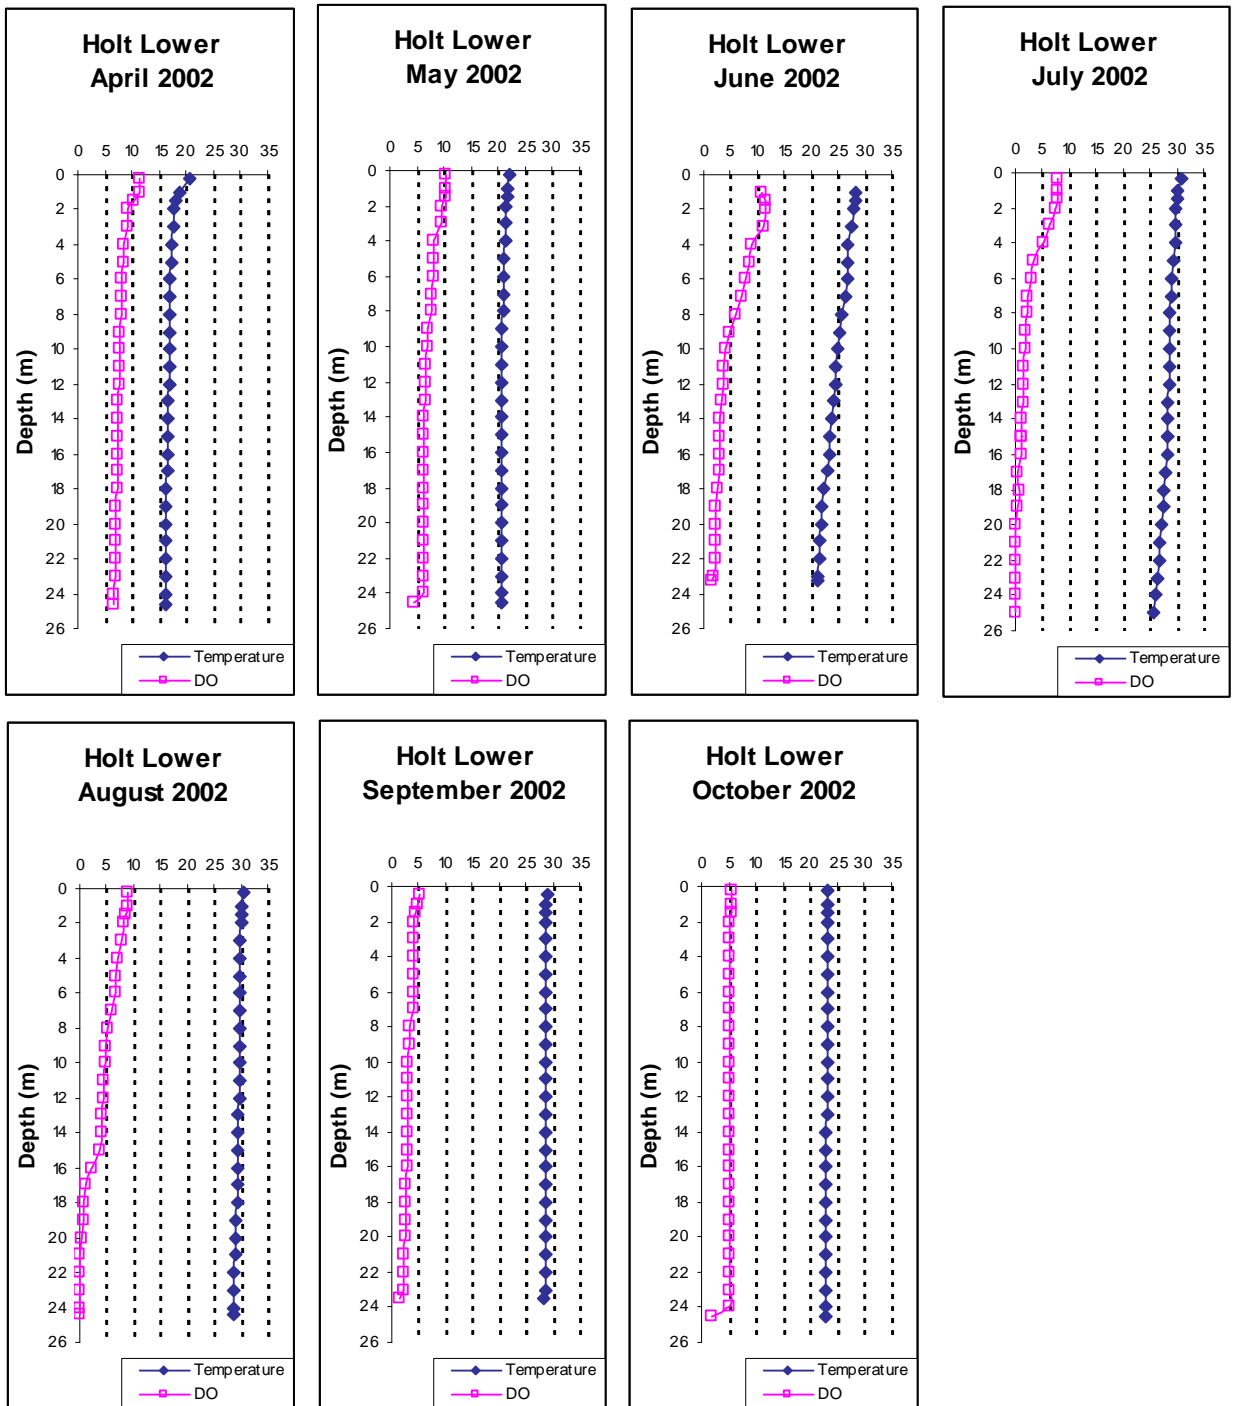 Holt Lower
April 2002
0 5 10 15 20 25 30 35
0
2
4
6
8
10
12
14
16
18
20
22
24
26
Depth (m)
Temperature
DO
Holt Lower
May 2002
0 5 10 15 20 25 30 35
0
2
4
6
8
10
12
14
16
18
20
22
24
26
Depth (m)
Temperature
DO
Holt Lower
June 2002
0 5 10 15 20 25 30 35
0
2
4
6
8
10
12
14
16
18
20
22
24
26
Depth (m)
Temperature
DO
Holt Lower
July 2002
0 5 10 15 20 25 30 35
0
2
4
6
8
10
12
14
16
18
20
22
24
26
Depth (m)
Temperature
DO
Holt Lower
August 2002
0 5 10 15 20 25 30 35
0
2
4
6
8
10
12
14
16
18
20
22
24
26
Depth (m)
Temperature
DO
Holt Lower
September 2002
0 5 10 15 20 25 30 35
0
2
4
6
8
10
12
14
16
18
20
22
24
26
Depth (m)
Temperature
DO
Holt Lower
October 2002
0 5 10 15 20 25 30 35
0
2
4
6
8
10
12
14
16
18
20
22
24
26
Depth (m)
Temperature
DO